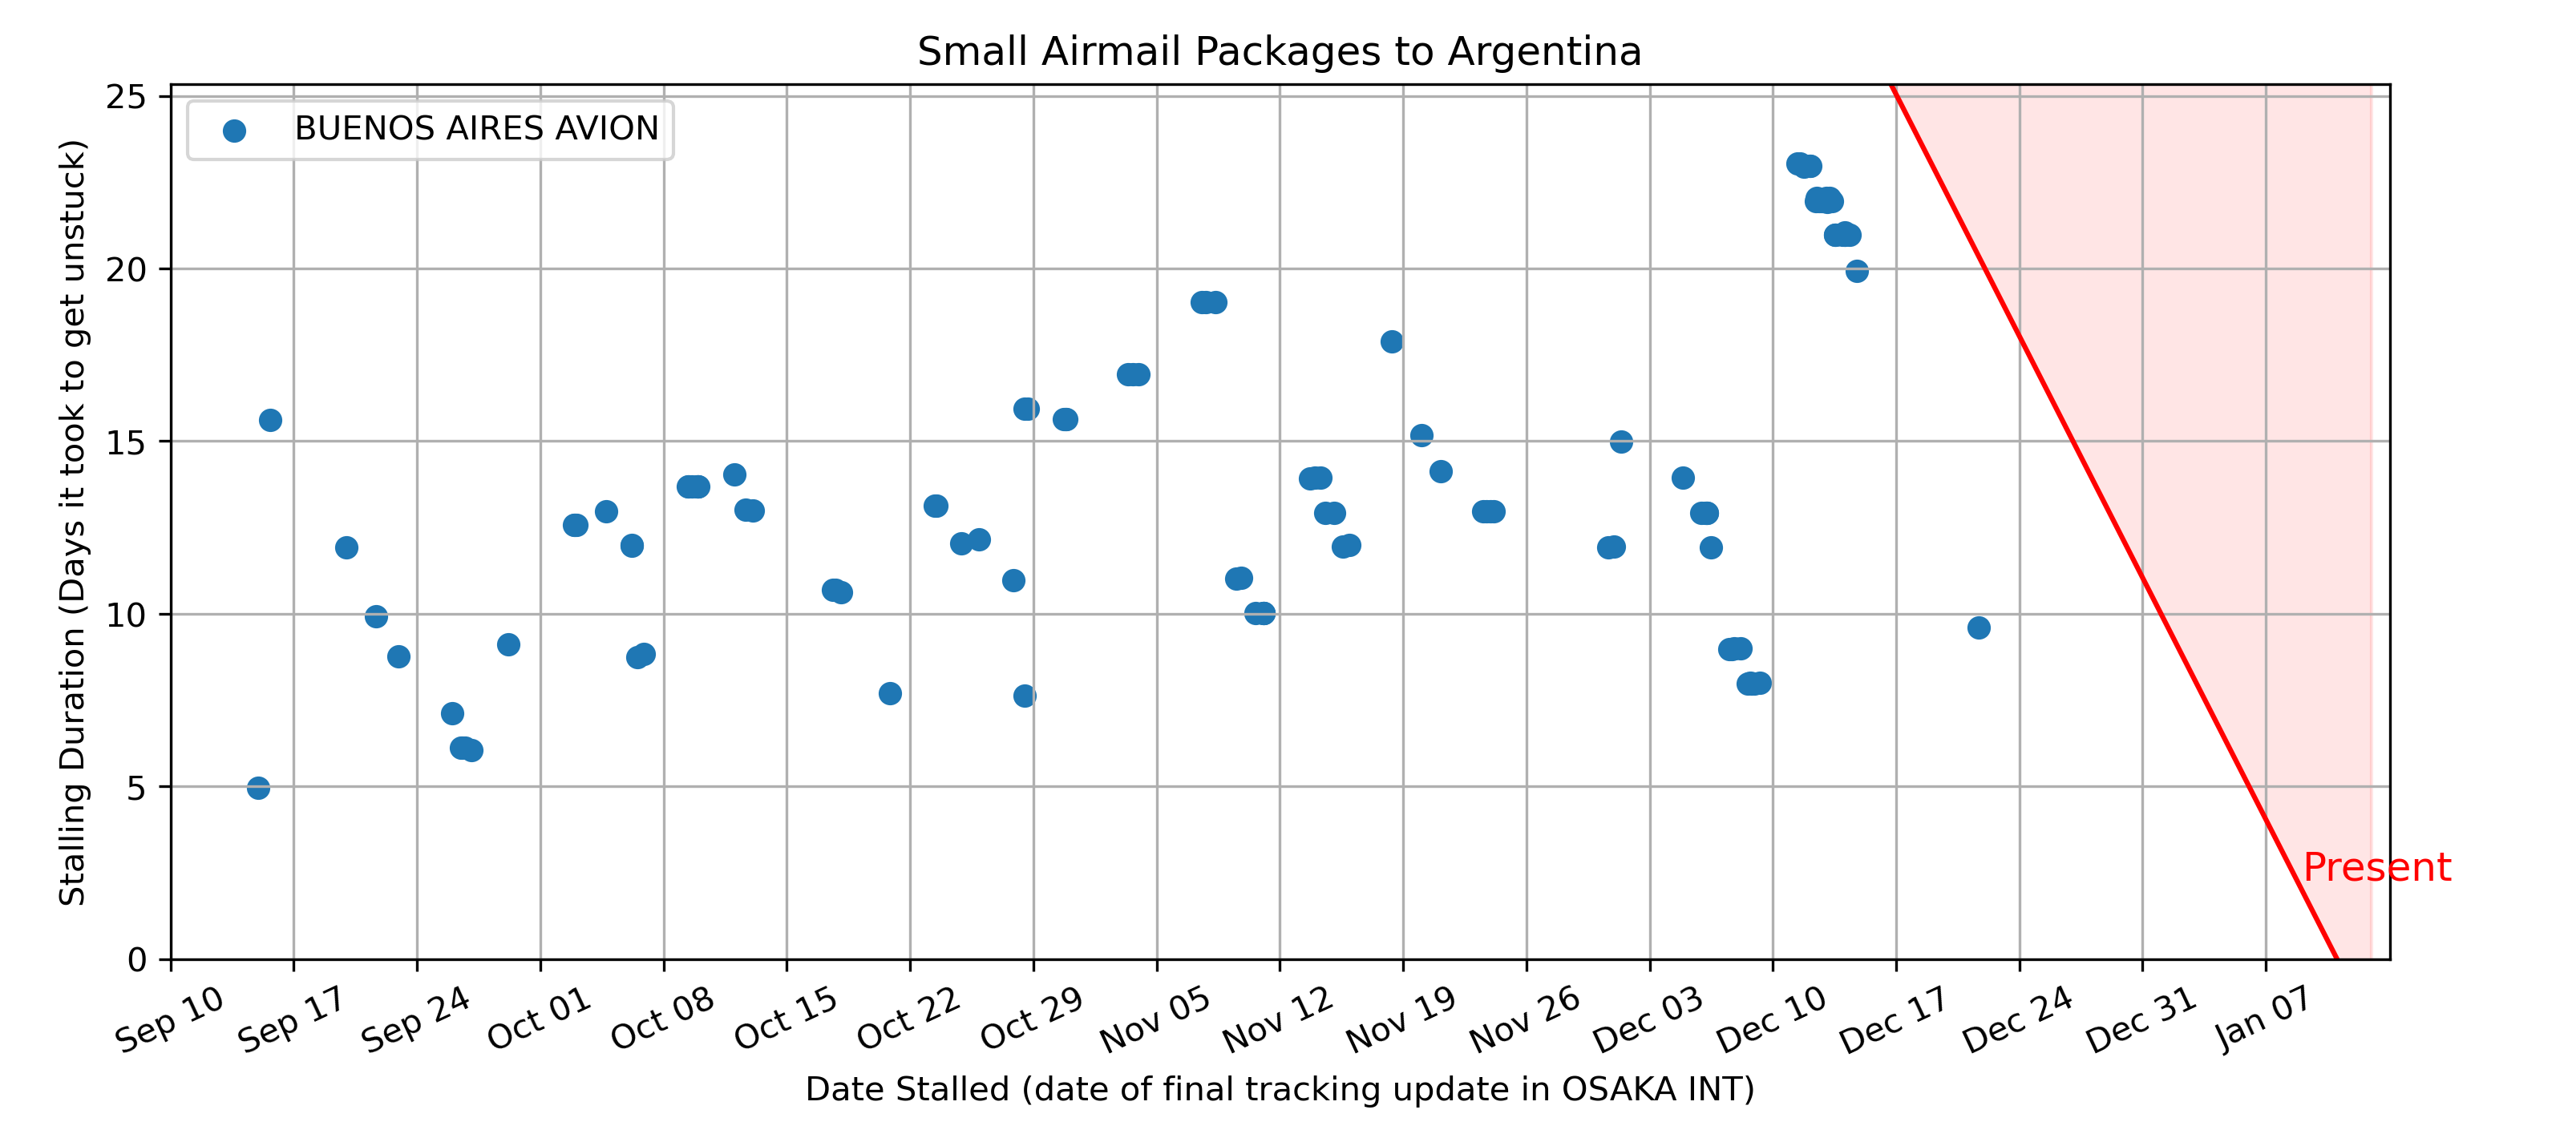 Small Airmail Packages to Argentina
BUENOS AIRES AVION
Stalling Duration (Days it took to get unstuck)
25
20
15
10
5
0
Present
Sep 10
Sep 17
Sep 24
Oct 01
Oct 08
Oct 15
Oct 22
Oct 29
Nov 05
Nov 12
Nov 19
Nov 26
Dec 03
Dec 10
Dec 17
Dec 24
Dec 31
Jan 07
Date Stalled (date of final tracking update in OSAKA INT)